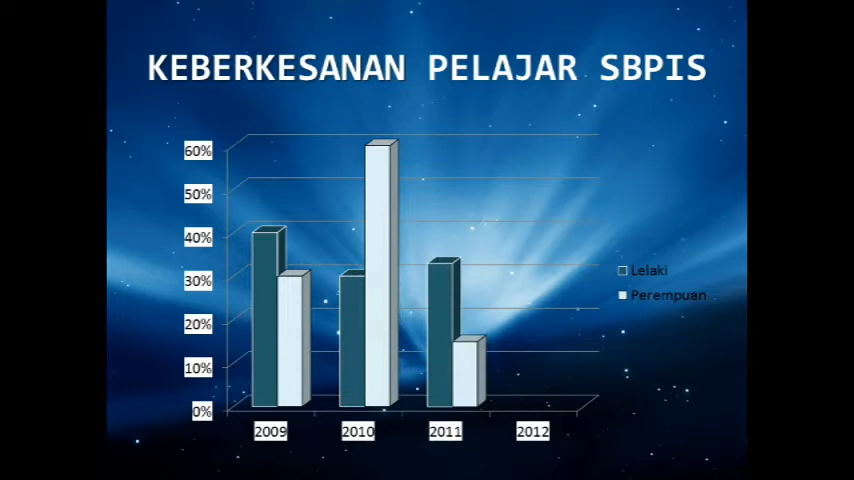 KEBERKESANAN PELAJAR SBPIS
60%
50%
40%
30%
20%
10%
0%
2009 2010 2011 2012
Lelaki
Perempuan